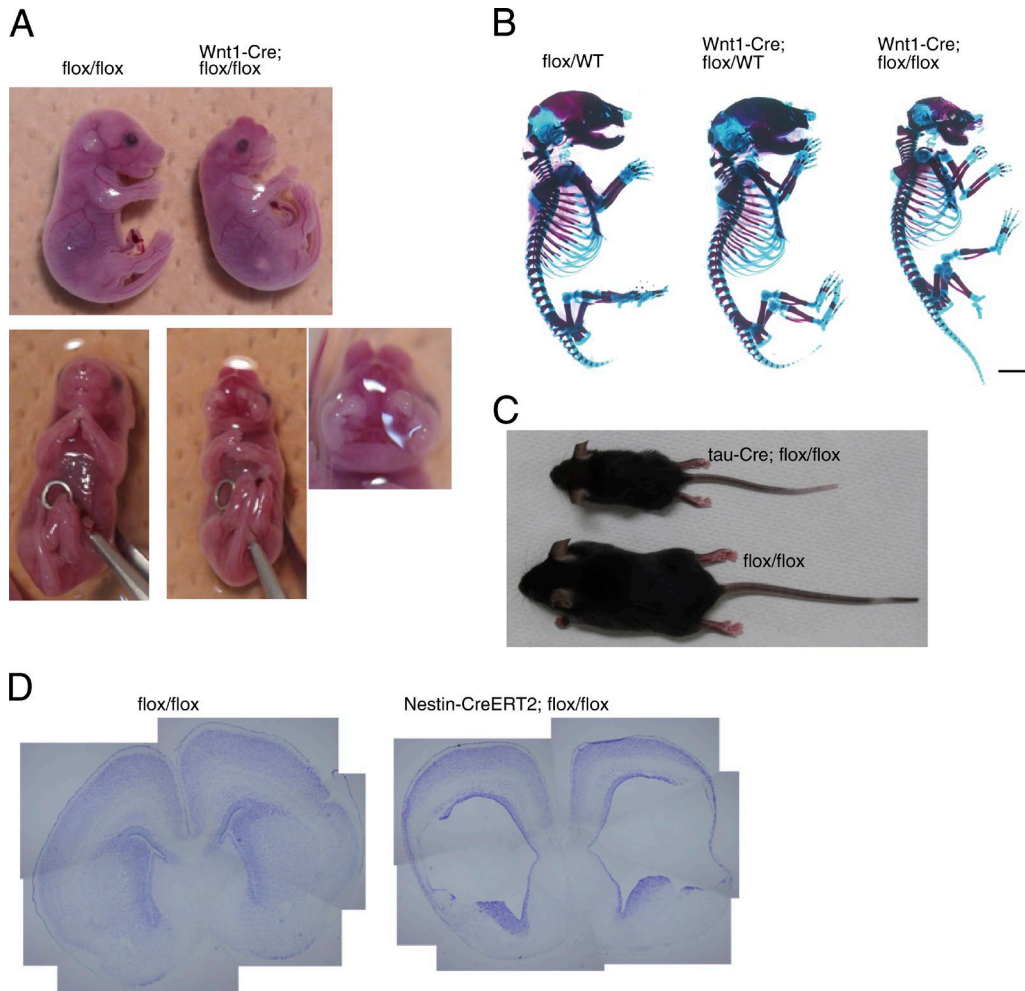 A
flox/flox
Wnt1-Cre;
flox/flox
B
flox/WT
Wnt1-Cre;
flox/WT
Wnt1-Cre;
flox/flox
C
tau-Cre; flox/flox
flox/flox
D
flox/flox
Nestin-CreERT2; flox/flox